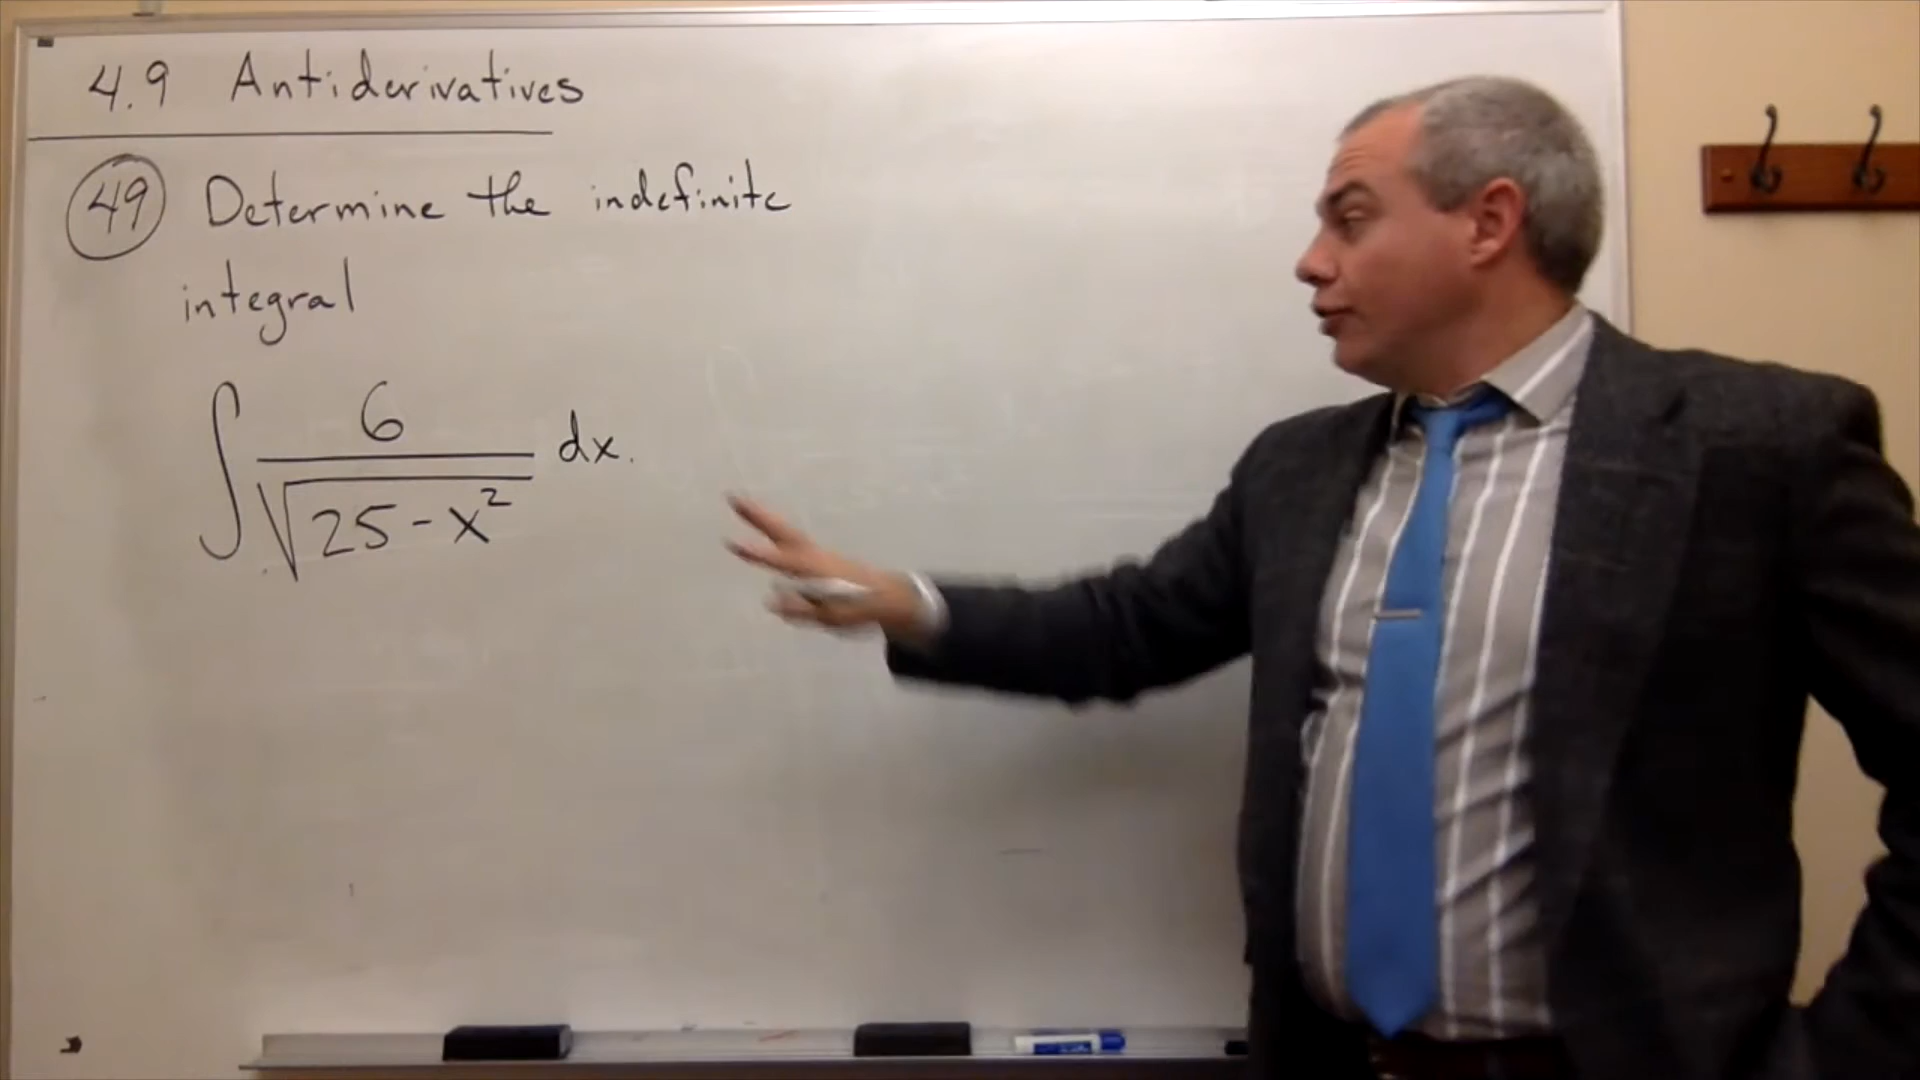 4.9 Antiderivatives
49 Determine the indefinite
integral
∫ 6/√(25-x²) dx.